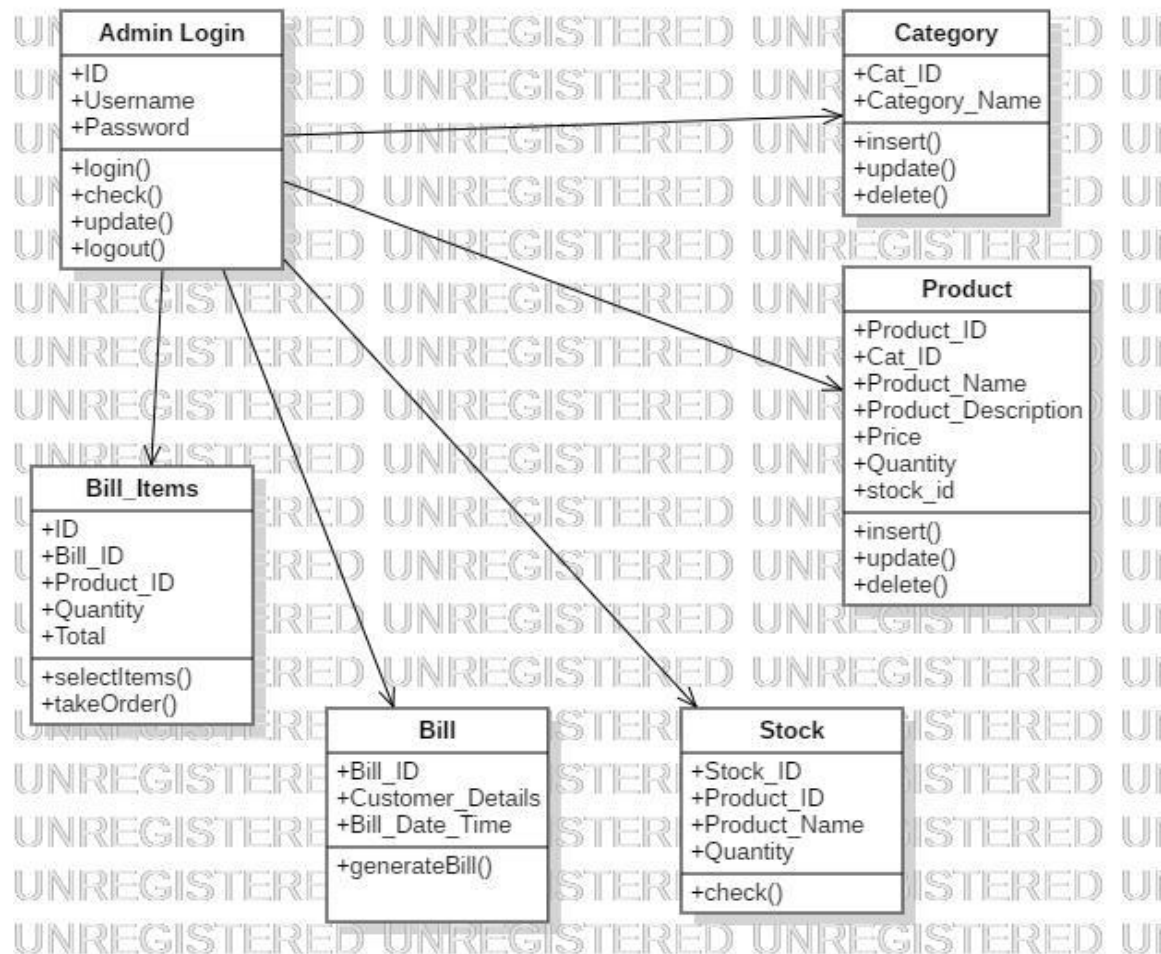 Admin Login
+ID
+Username
+Password
+login()
+check()
+update()
+logout()
Category
+Cat_ID
+Category_Name
+insert()
+update()
+delete()
Product
+Product_ID
+Cat_ID
+Product_Name
+Product_Description
+Price
+Quantity
+stock_id
+insert()
+update()
+delete()
Bill_Items
+ID
+Bill_ID
+Product_ID
+Quantity
+Total
+selectItems()
+takeOrder()
Bill
+Bill_ID
+Customer_Details
+Bill_Date_Time
+generateBill()
Stock
+Stock_ID
+Product_ID
+Product_Name
+Quantity
+check()
UNREGISTERED